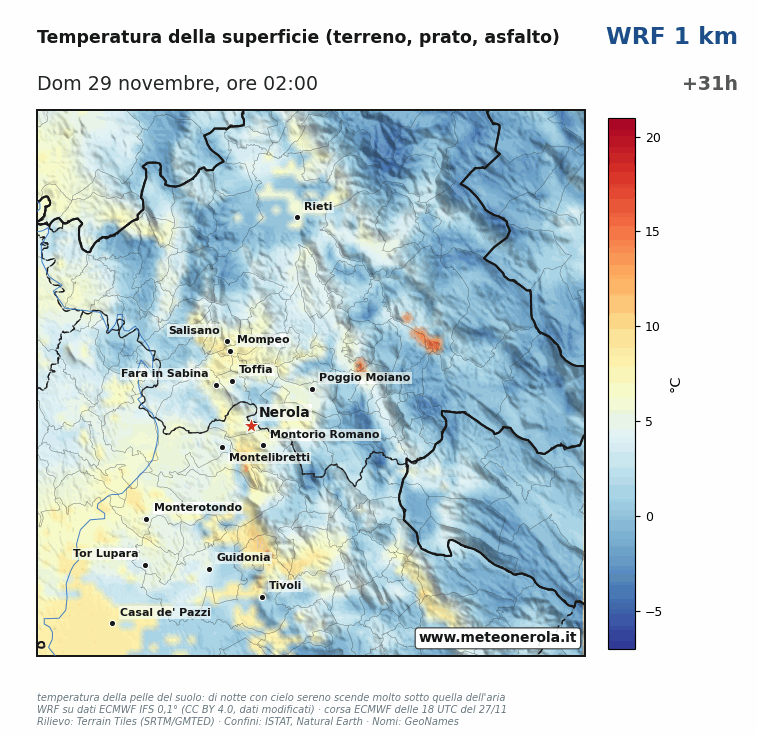 Temperatura della superficie (terreno, prato, asfalto)
WRF 1 km
Dom 29 novembre, ore 02:00
+31h
Rieti
Salisano
Mompeo
Fara in Sabina
Toffia
Poggio Moiano
Nerola
Montorio Romano
Montelibretti
Monterotondo
Tor Lupara
Guidonia
Tivoli
Casal de' Pazzi
www.meteonerola.it
20
15
10
5
0
−5
°C
temperatura della pelle del suolo: di notte con cielo sereno scende molto sotto quella dell'aria
WRF su dati ECMWF IFS 0,1° (CC BY 4.0, dati modificati) · corsa ECMWF delle 18 UTC del 27/11
Rilievo: Terrain Tiles (SRTM/GMTED) · Confini: ISTAT, Natural Earth · Nomi: GeoNames